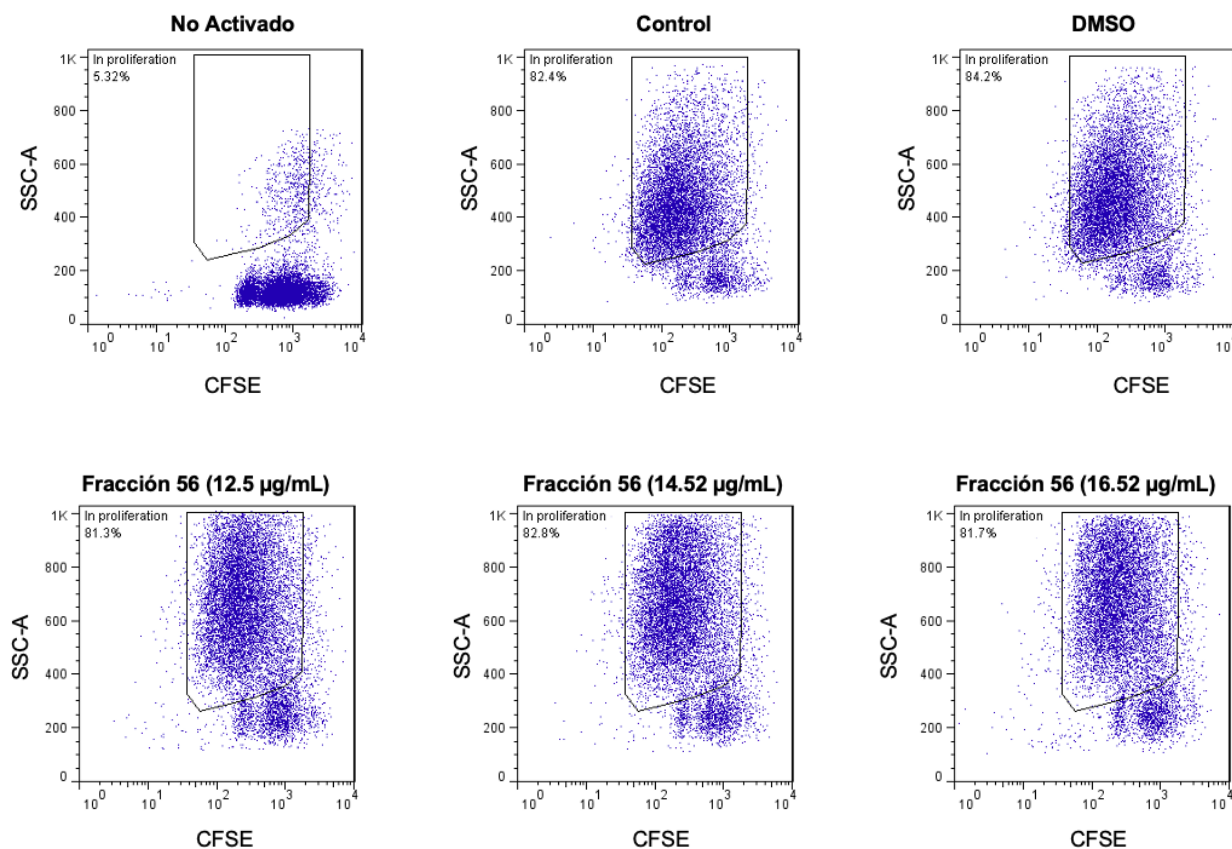 No Activado
In proliferation
5.32%
1K
800
600
400
200
0
SSC-A
10^0 10^1 10^2 10^3 10^4
CFSE
Control
In proliferation
82.4%
1K
800
600
400
200
0
SSC-A
10^0 10^1 10^2 10^3 10^4
CFSE
DMSO
In proliferation
84.2%
1K
800
600
400
200
0
SSC-A
10^0 10^1 10^2 10^3
CFSE
Fracción 56 (12.5 µg/mL)
In proliferation
81.3%
1K
800
600
400
200
0
SSC-A
10^0 10^1 10^2 10^3 10^4
CFSE
Fracción 56 (14.52 µg/mL)
In proliferation
82.8%
1K
800
600
400
200
0
SSC-A
10^0 10^1 10^2 10^3 10^4
CFSE
Fracción 56 (16.52 µg/mL)
In proliferation
81.7%
1K
800
600
400
200
0
SSC-A
10^0 10^1 10^2 10^3
CFSE